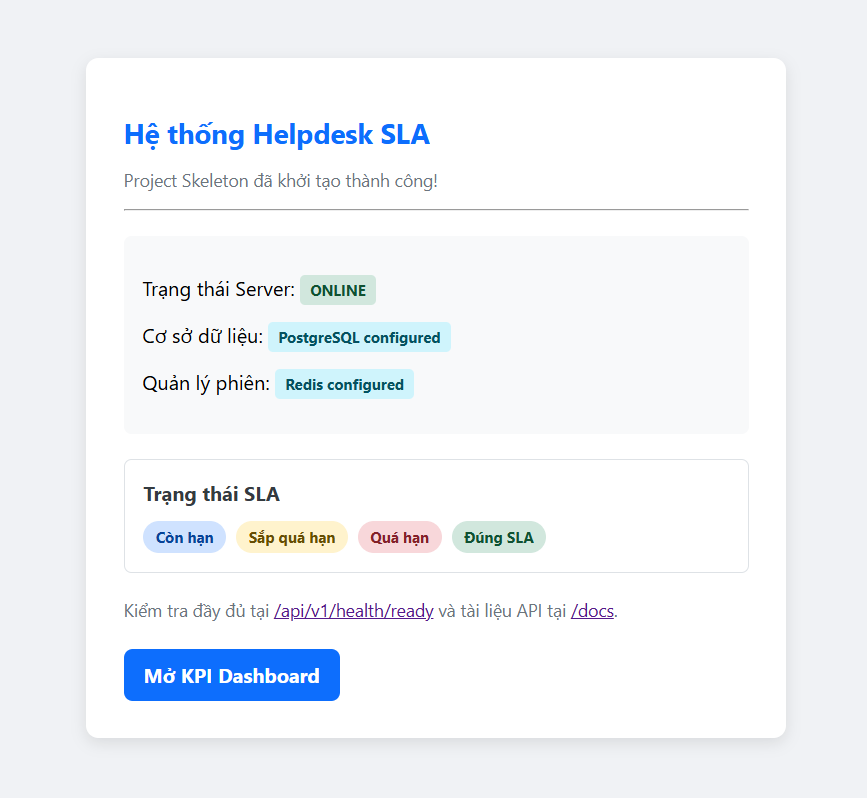 Hệ thống Helpdesk SLA
Project Skeleton đã khởi tạo thành công!
Trạng thái Server: ONLINE
Cơ sở dữ liệu: PostgreSQL configured
Quản lý phiên: Redis configured
Trạng thái SLA
Còn hạn Sắp quá hạn Quá hạn Đúng SLA
Kiểm tra đầy đủ tại /api/v1/health/ready và tài liệu API tại /docs.
Mở KPI Dashboard